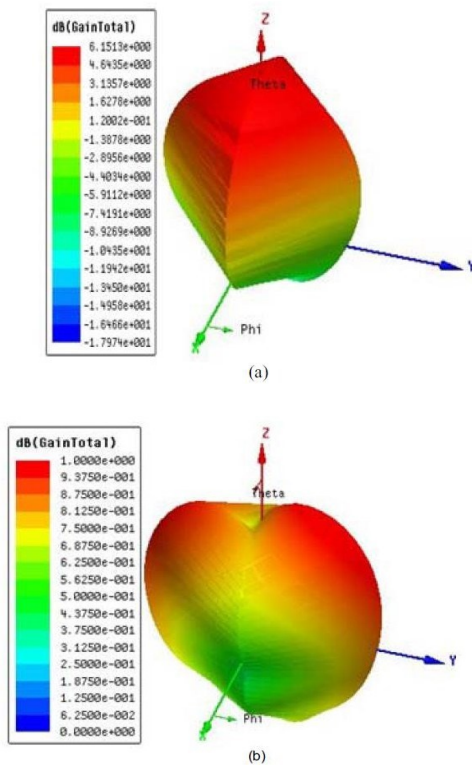 dB(GainTotal)
6.1513e+000
4.6435e+000
3.1357e+000
1.6278e+000
1.2002e-001
-1.3878e+000
-2.8956e+000
-4.4034e+000
-5.9112e+000
-7.4191e+000
-8.9269e+000
-1.0435e+001
-1.1942e+001
-1.3450e+001
-1.4958e+001
-1.6466e+001
-1.7974e+001
Z
Theta
Y
X
Phi
(a)
dB(GainTotal)
1.0000e+000
9.3750e-001
8.7500e-001
8.1250e-001
7.5000e-001
6.8750e-001
6.2500e-001
5.6250e-001
5.0000e-001
4.3750e-001
3.7500e-001
3.1250e-001
2.5000e-001
1.8750e-001
1.2500e-001
6.2500e-002
0.0000e+000
Z
Theta
Y
X
Phi
(b)